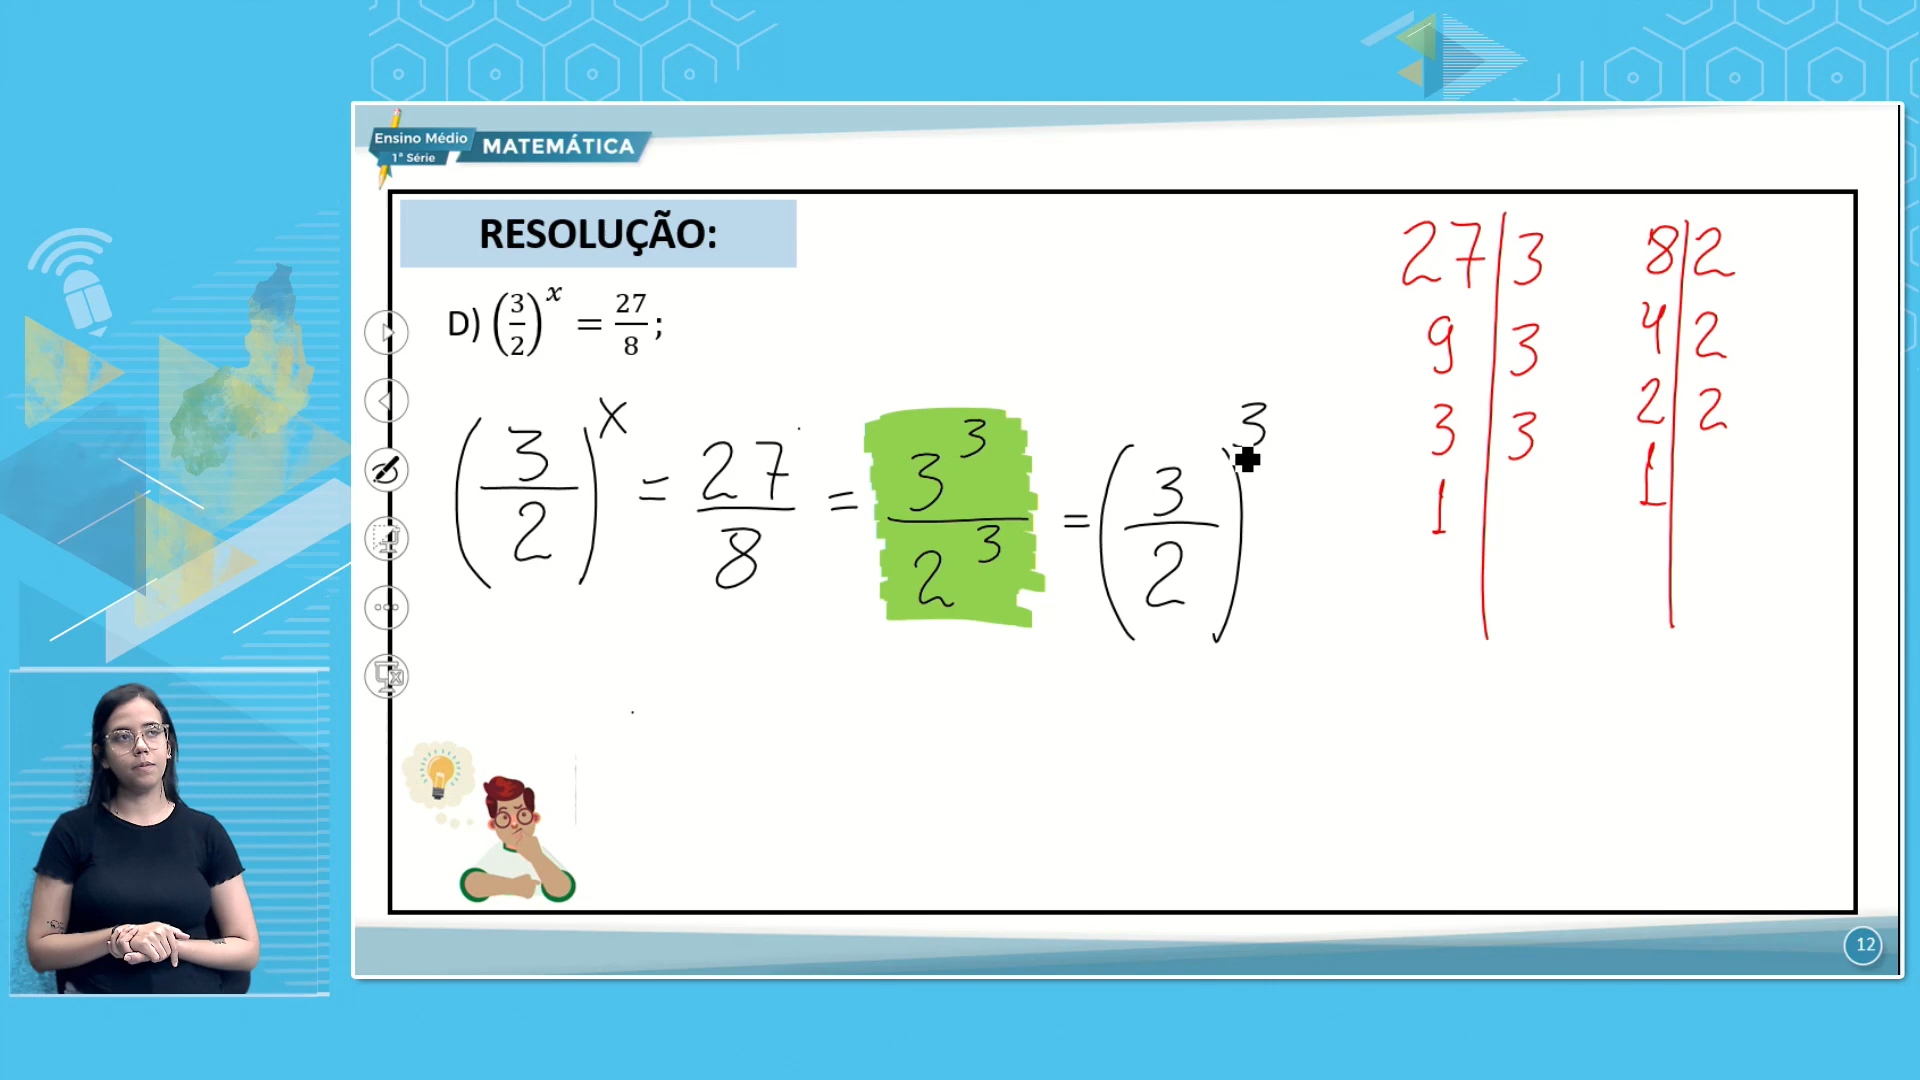 Ensino Médio
1ª Série
MATEMÁTICA
RESOLUÇÃO:
D) (3/2)^x = 27/8 ;
(3/2)^x = 27/8 = 3^3/2^3 = (3/2)^3
27 | 3
9 | 3
3 | 3
1
8 | 2
4 | 2
2 | 2
1
12